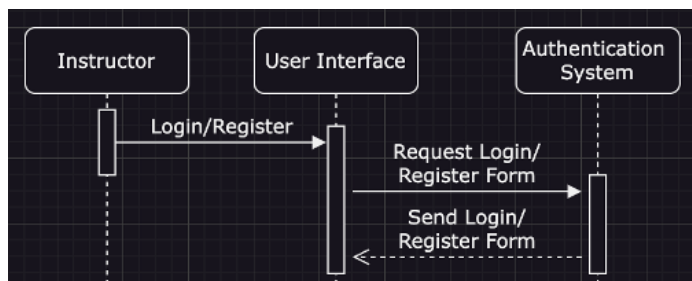 Instructor
User Interface
Authentication
System
Login/Register
Request Login/
Register Form
Send Login/
Register Form